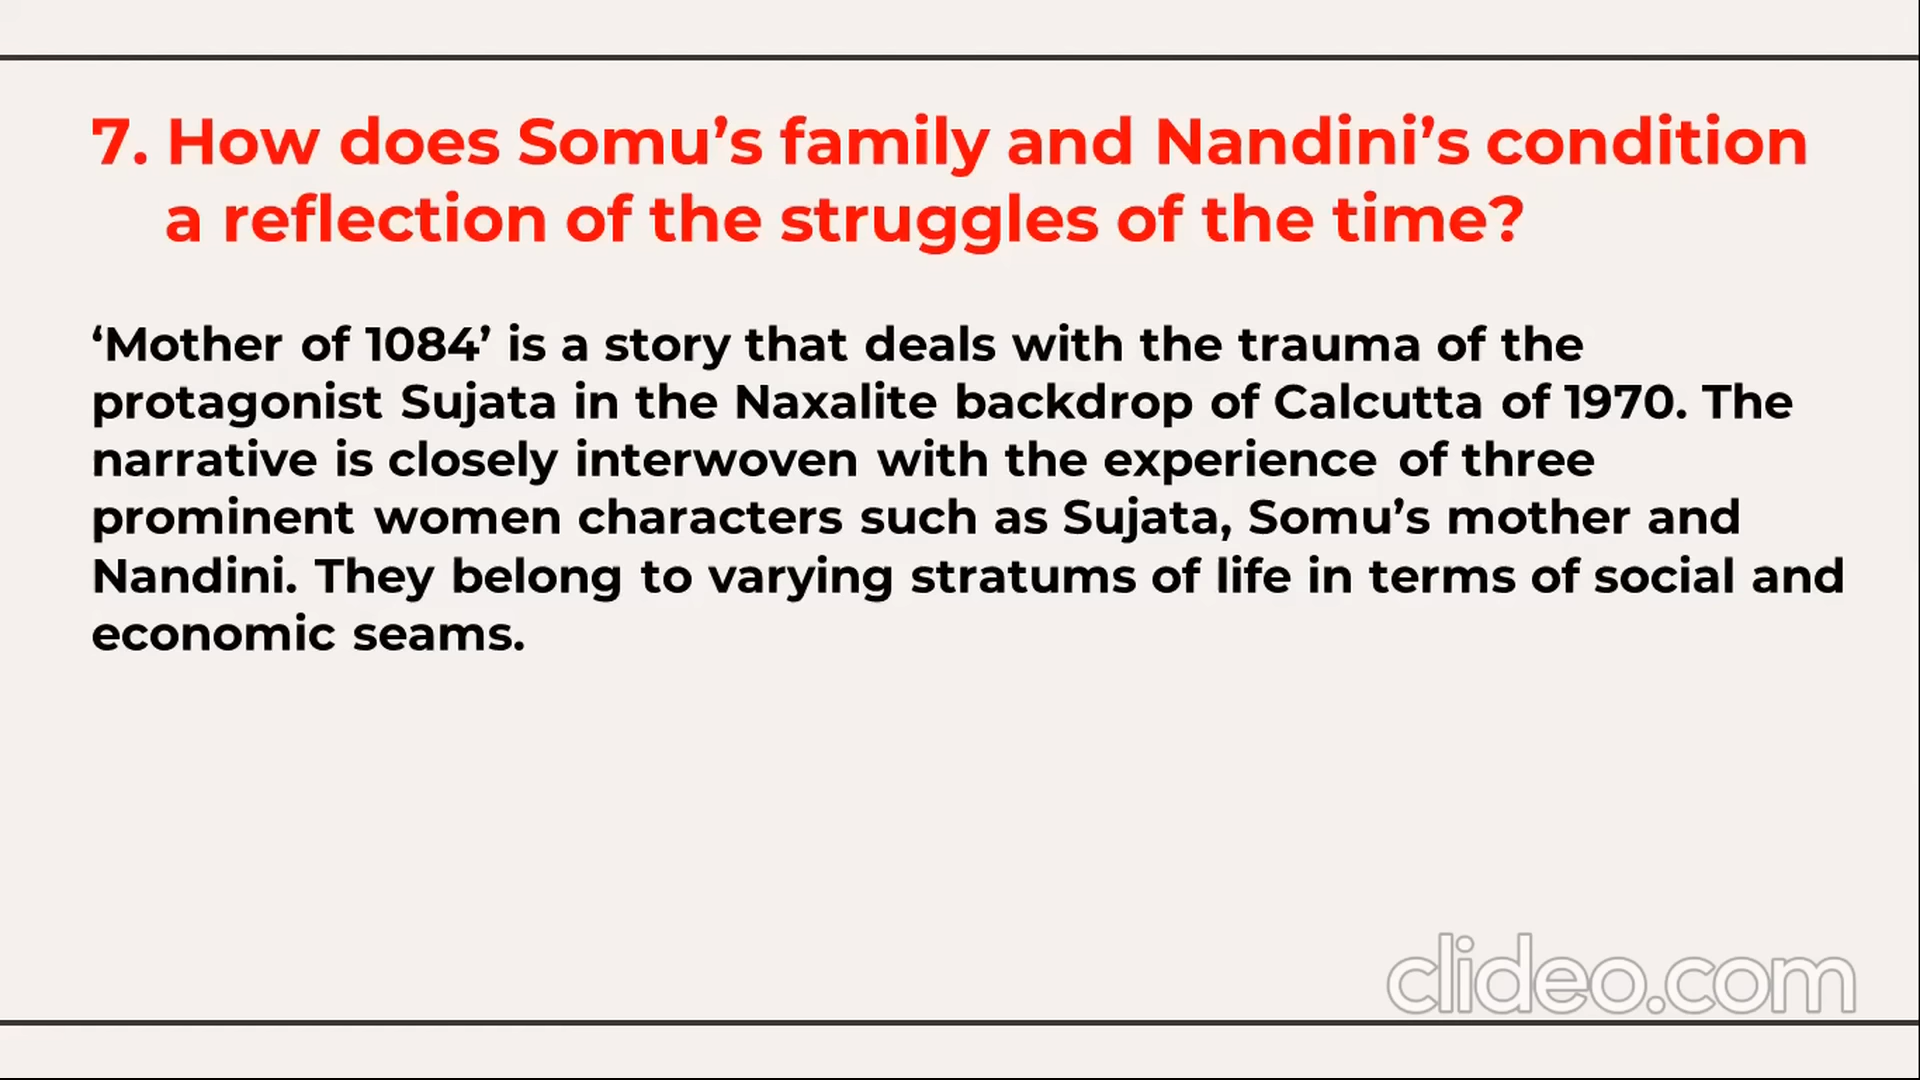 7. How does Somu’s family and Nandini’s condition
a reflection of the struggles of the time?
‘Mother of 1084’ is a story that deals with the trauma of the
protagonist Sujata in the Naxalite backdrop of Calcutta of 1970. The
narrative is closely interwoven with the experience of three
prominent women characters such as Sujata, Somu’s mother and
Nandini. They belong to varying stratums of life in terms of social and
economic seams.
clideo.com